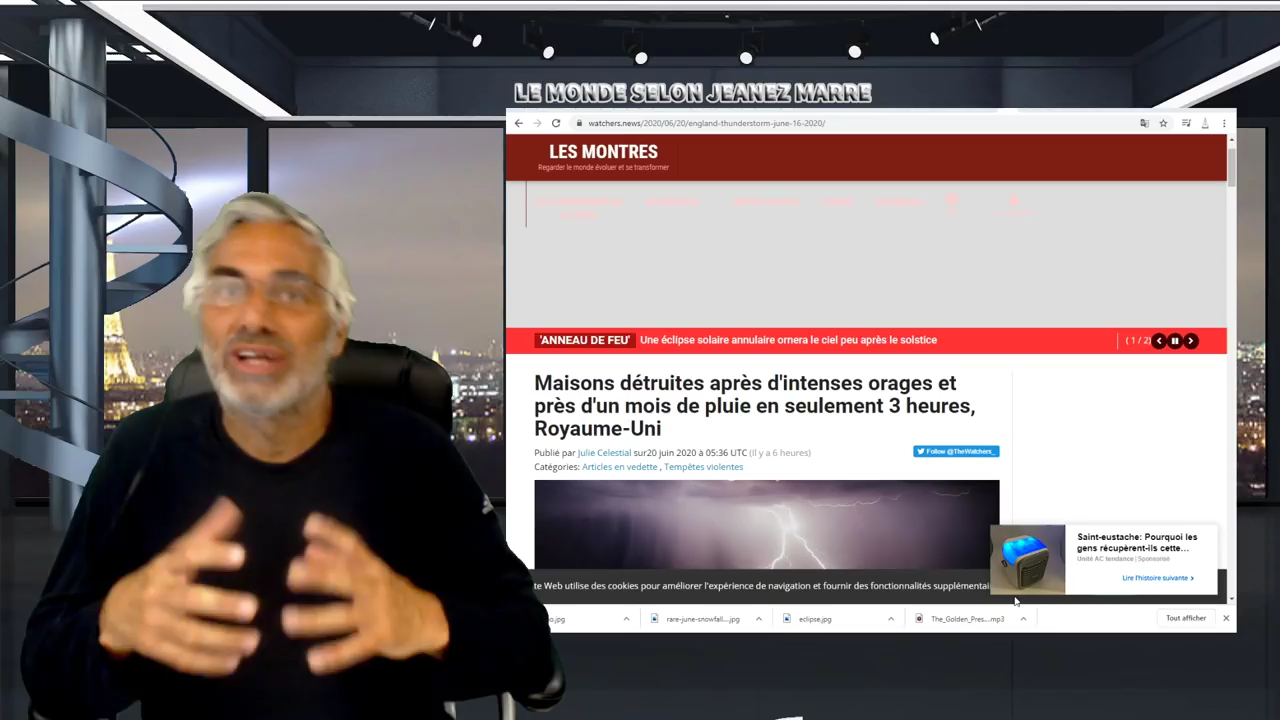 LE MONDE SELON JEANEZ MARRE
watchers.news/2020/06/20/england-thunderstorm-june-16-2020/
LES MONTRES
Regarder le monde évoluer et se transformer
'ANNEAU DE FEU' Une éclipse solaire annulaire ornera le ciel peu après le solstice
( 1 / 2)
Maisons détruites après d'intenses orages et
près d'un mois de pluie en seulement 3 heures,
Royaume-Uni
Publié par Julie Celestial sur20 juin 2020 à 05:36 UTC (Il y a 6 heures)
Follow @TheWatchers_
Catégories: Articles en vedette , Tempêtes violentes
Saint-eustache: Pourquoi les
gens récupèrent-ils cette...
Unité AC tendance | Sponsorisé
Lire l'histoire suivante >
te Web utilise des cookies pour améliorer l'expérience de navigation et fournir des fonctionnalités supplémentai
o.jpg
rare-june-snowfall....jpg
eclipse.jpg
The_Golden_Pres....mp3
Tout afficher